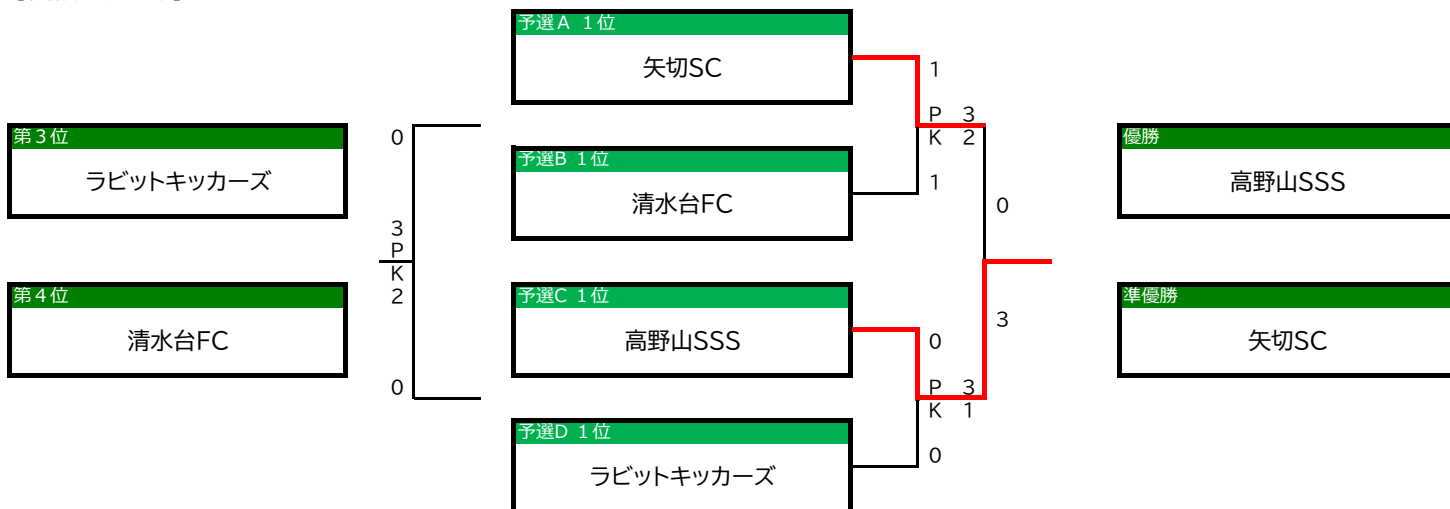 予選A 1位
矢切SC
1
P 3
K 2
第3位
ラビットキッカーズ
0
予選B 1位
清水台FC
1
0
優勝
高野山SSS
3
P
K
2
第4位
清水台FC
0
予選C 1位
高野山SSS
0
3
P 3
K 1
準優勝
矢切SC
予選D 1位
ラビットキッカーズ
0